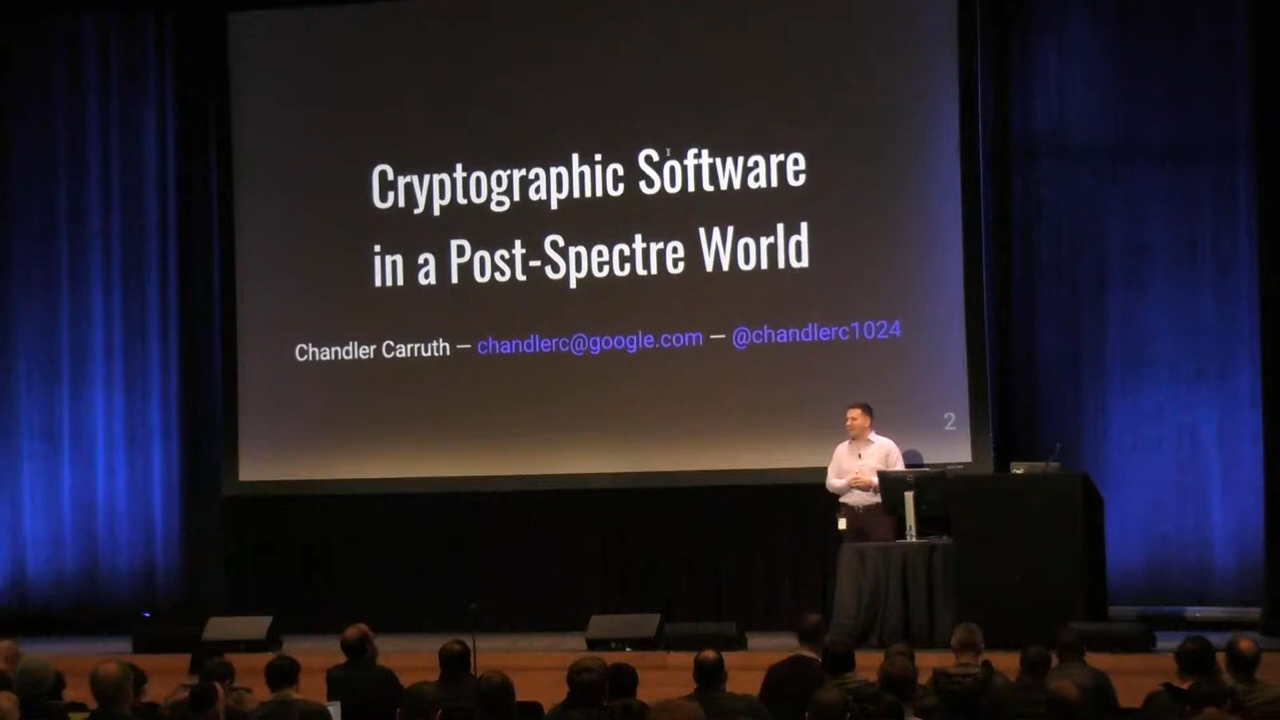 Cryptographic Software
in a Post-Spectre World
Chandler Carruth — chandlerc@google.com — @chandlerc1024
2